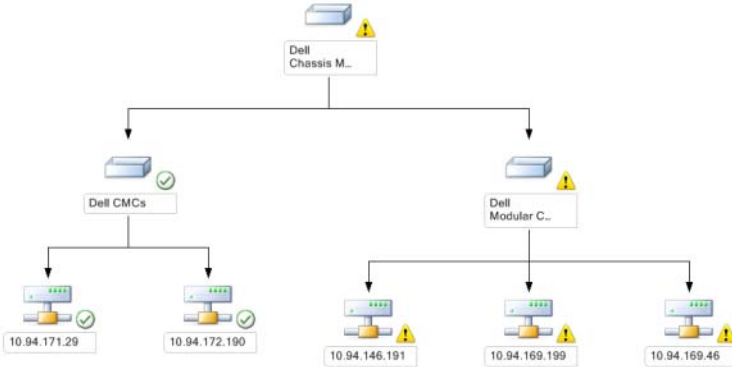 Dell
Chassis M...
Dell CMCs
Dell
Modular C...
10.94.171.29
10.94.172.190
10.94.146.191
10.94.169.199
10.94.169.46